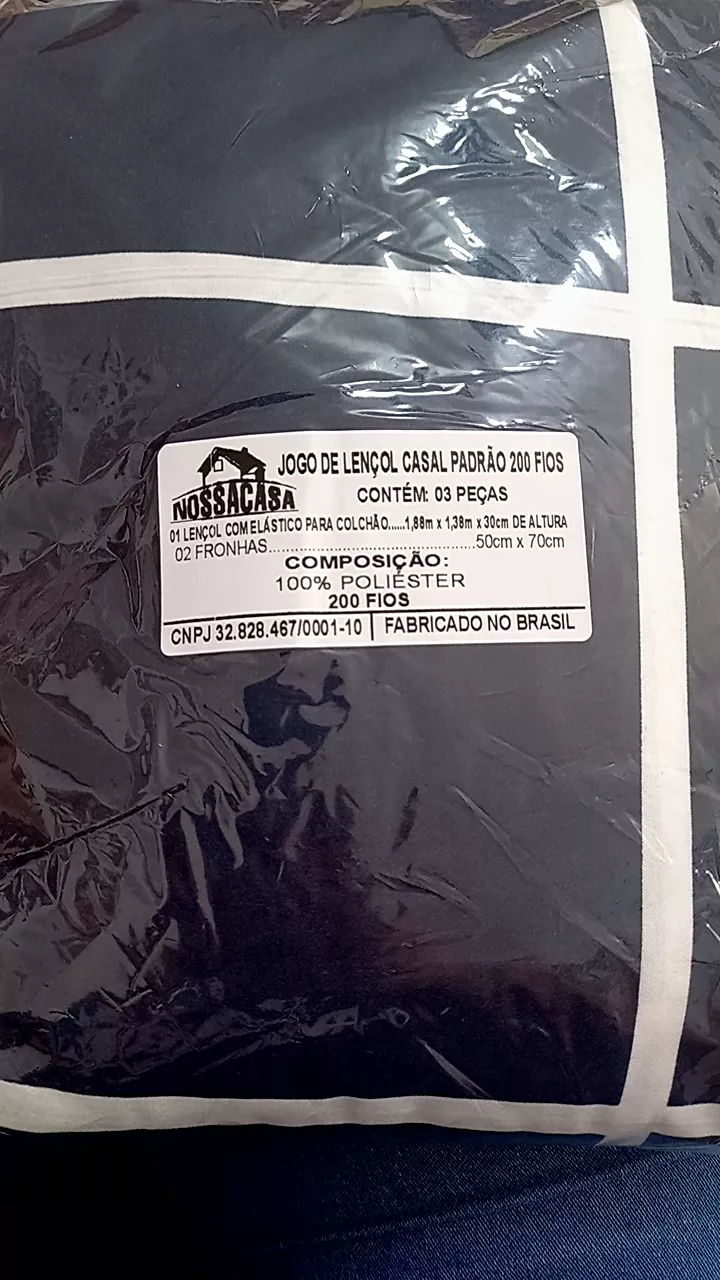 JOGO DE LENÇOL CASAL PADRÃO 200 FIOS
NOSSACASA
CONTÉM: 03 PEÇAS
01 LENÇOL COM ELÁSTICO PARA COLCHÃO......1,88m x 1,38m x 30cm DE ALTURA
02 FRONHAS................................................50cm x 70cm
COMPOSIÇÃO:
100% POLIÉSTER
200 FIOS
CNPJ 32.828.467/0001-10 | FABRICADO NO BRASIL